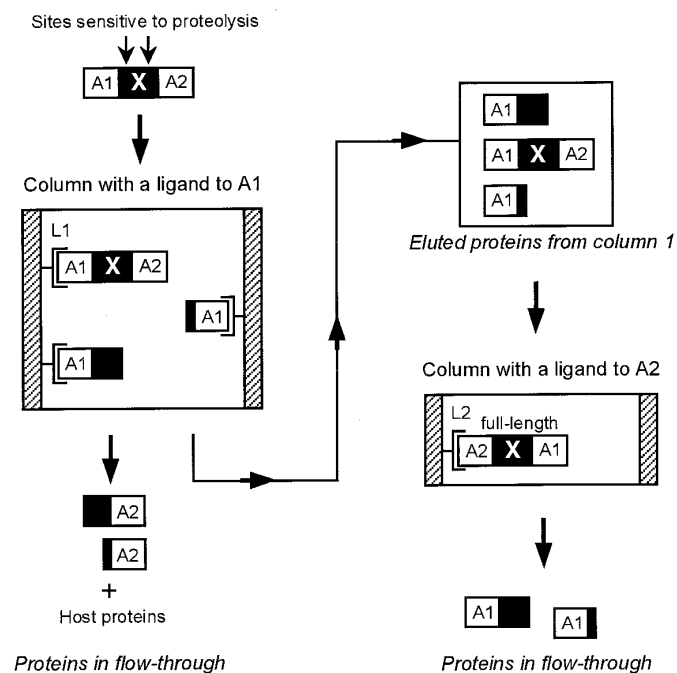 Sites sensitive to proteolysis
A1 X A2
Column with a ligand to A1
L1
A1 X A2
A1
A1
A2
A2
+
Host proteins
Proteins in flow-through
A1
A1 X A2
A1
Eluted proteins from column 1
Column with a ligand to A2
L2
full-length
A2 X A1
A1
A1
Proteins in flow-through